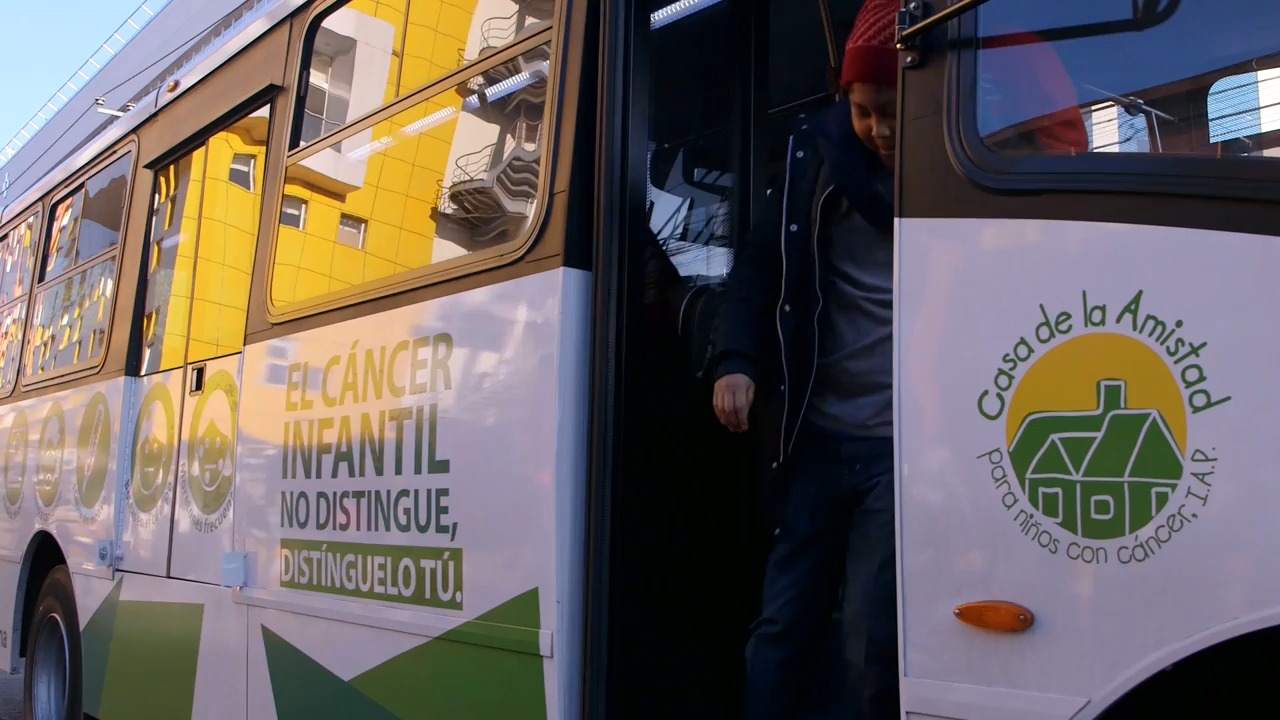 EL CÁNCER
INFANTIL
NO DISTINGUE,
DISTÍNGUELO TÚ.
Casa de la Amistad
para niños con cáncer, I.A.P.